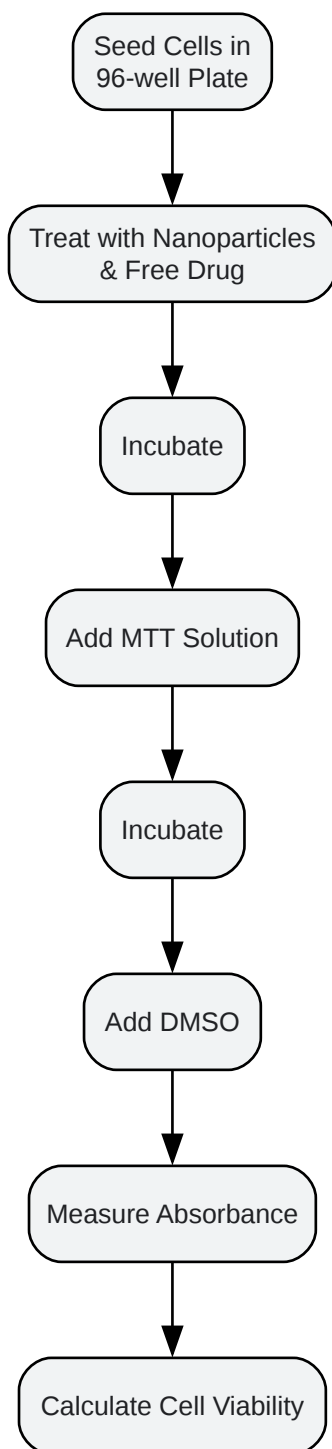 Seed Cells in
96-well Plate
Treat with Nanoparticles
& Free Drug
Incubate
Add MTT Solution
Incubate
Add DMSO
Measure Absorbance
Calculate Cell Viability